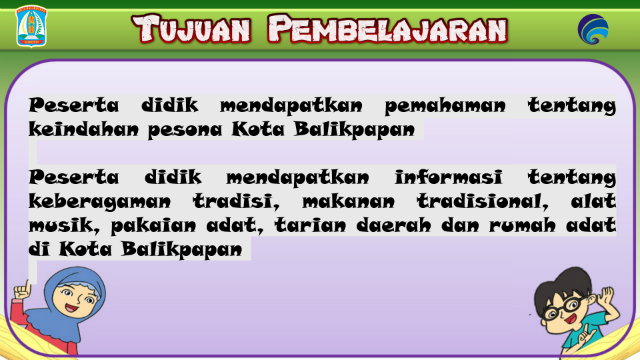 Tujuan Pembelajaran
Peserta didik mendapatkan pemahaman tentang
keindahan pesona Kota Balikpapan
Peserta didik mendapatkan informasi tentang
keberagaman tradisi, makanan tradisional, alat
musik, pakaian adat, tarian daerah dan rumah adat
di Kota Balikpapan